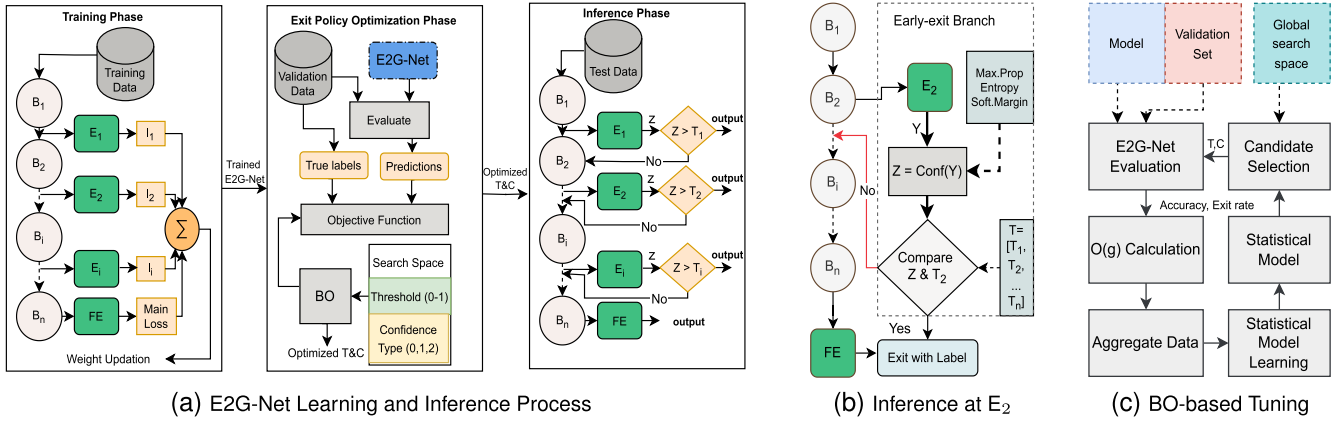 Training Phase
Training
Data
B1
E1
l1
B2
E2
l2
Bi
∑
Ei
li
Bn
FE
Main
Loss
Weight Updation
Trained
E2G-Net
Exit Policy Optimization Phase
Validation
Data
E2G-Net
Evaluate
True labels
Predictions
Objective Function
Search Space
BO
Threshold (0-1)
Confidence
Type (0,1,2)
Optimized T&C
Optimized
T&C
Inference Phase
Test Data
B1
E1
Z
Z > T1
output
No
B2
E2
Z
Z > T2
output
No
Bi
Ei
Z
Z > Ti
output
No
Bn
FE
output
(a) E2G-Net Learning and Inference Process
B1
Early-exit Branch
B2
E2
Max.Prop
Entropy
Soft.Margin
Y
Bi
No
Z = Conf(Y)
Bn
Compare
Z & T2
T=
[T1,
T2,
...
Tn]
Yes
FE
Exit with Label
(b) Inference at E2
Model
Validation
Set
Global
search
space
E2G-Net
Evaluation
T,C
Candidate
Selection
Accuracy, Exit rate
O(g) Calculation
Statistical
Model
Aggregate Data
Statistical
Model
Learning
(c) BO-based Tuning